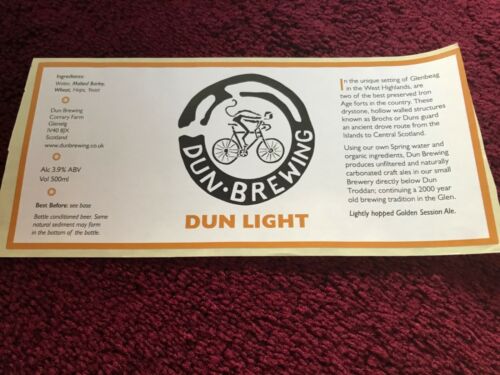 Ingredients:
Water, Malted Barley,
Wheat, Hops, Yeast
Dun Brewing
Corrary Farm
Glenelg
IV40 8JX
Scotland
www.dunbrewing.co.uk
Alc 3.9% ABV
Vol 500ml
Best Before: see base
Bottle conditioned beer. Some
natural sediment may form
in the bottom of the bottle.
DUN • BREWING
DUN LIGHT
In the unique setting of Glenbeag
in the West Highlands, are
two of the best preserved Iron
Age forts in the country. These
drystone, hollow walled structures
known as Brochs or Duns guard
an ancient drove route from the
Islands to Central Scotland.
Using our own Spring water and
organic ingredients, Dun Brewing
produces unfiltered and naturally
carbonated craft ales in our small
Brewery directly below Dun
Troddan; continuing a 2000 year
old brewing tradition in the Glen.
Lightly hopped Golden Session Ale.